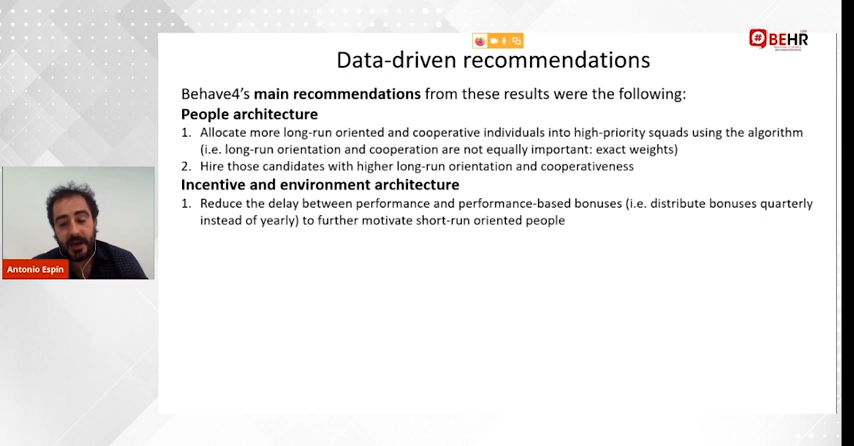 #BEHR
Data-driven recommendations
Behave4's main recommendations from these results were the following:
People architecture
1. Allocate more long-run oriented and cooperative individuals into high-priority squads using the algorithm
(i.e. long-run orientation and cooperation are not equally important: exact weights)
2. Hire those candidates with higher long-run orientation and cooperativeness
Incentive and environment architecture
1. Reduce the delay between performance and performance-based bonuses (i.e. distribute bonuses quarterly
instead of yearly) to further motivate short-run oriented people
Antonio Espín